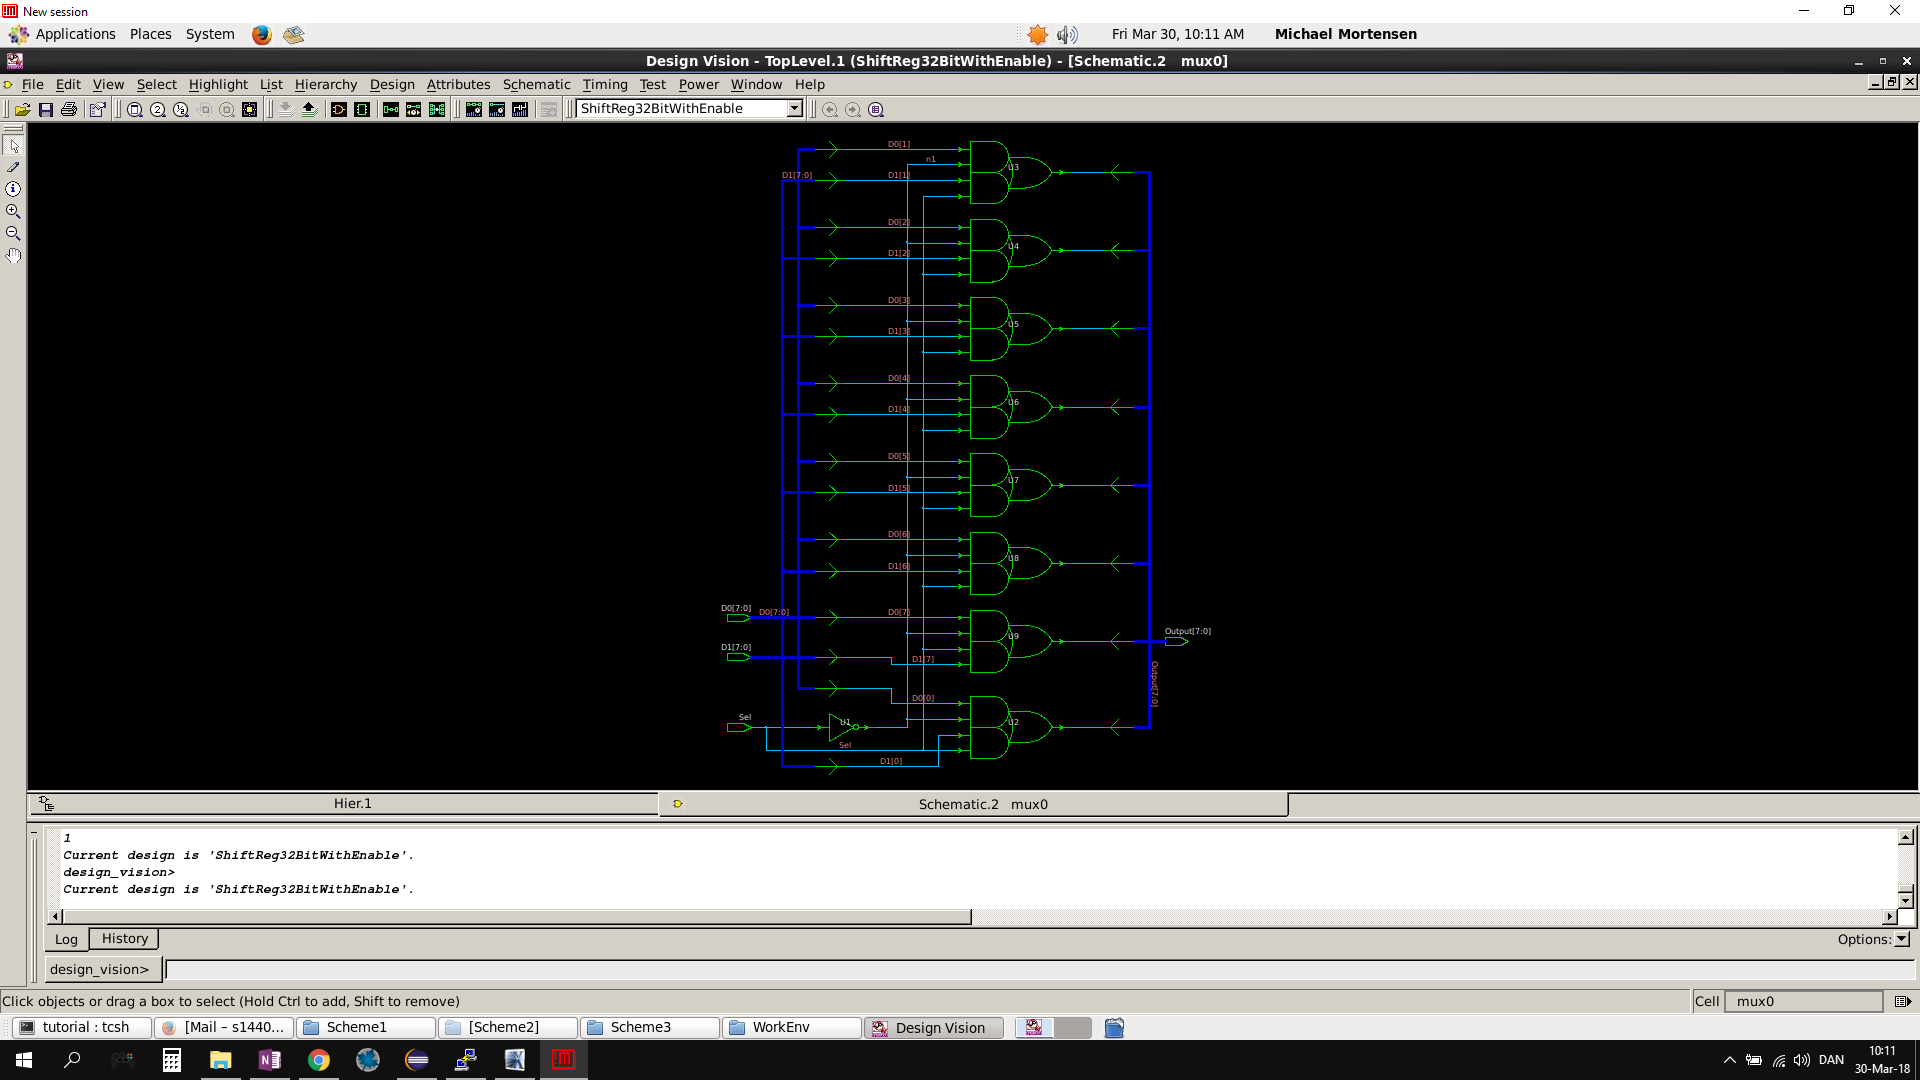 New session
Applications Places System Fri Mar 30, 10:11 AM Michael Mortensen
Design Vision - TopLevel.1 (ShiftReg32BitWithEnable) - [Schematic.2 mux0]
File Edit View Select Highlight List Hierarchy Design Attributes Schematic Timing Test Power Window Help
ShiftReg32BitWithEnable
D0[1]
n1
U3
D1[7:0] D1[1]
D0[2]
U4
D1[2]
D0[3]
U5
D1[3]
D0[4]
U6
D1[4]
D0[5]
U7
D1[5]
D0[6]
U8
D1[6]
D0[7:0] D0[7:0] D0[7]
U9 Output[7:0]
D1[7:0] D1[7]
Output[7:0]
D0[0]
Sel U1 U2
Sel
D1[0]
Hier.1 Schematic.2 mux0
1
Current design is 'ShiftReg32BitWithEnable'.
design_vision>
Current design is 'ShiftReg32BitWithEnable'.
Log History Options:
design_vision>
Click objects or drag a box to select (Hold Ctrl to add, Shift to remove) Cell mux0
tutorial : tcsh [Mail – s1440... Scheme1 [Scheme2] Scheme3 WorkEnv Design Vision
DAN 10:11
30-Mar-18